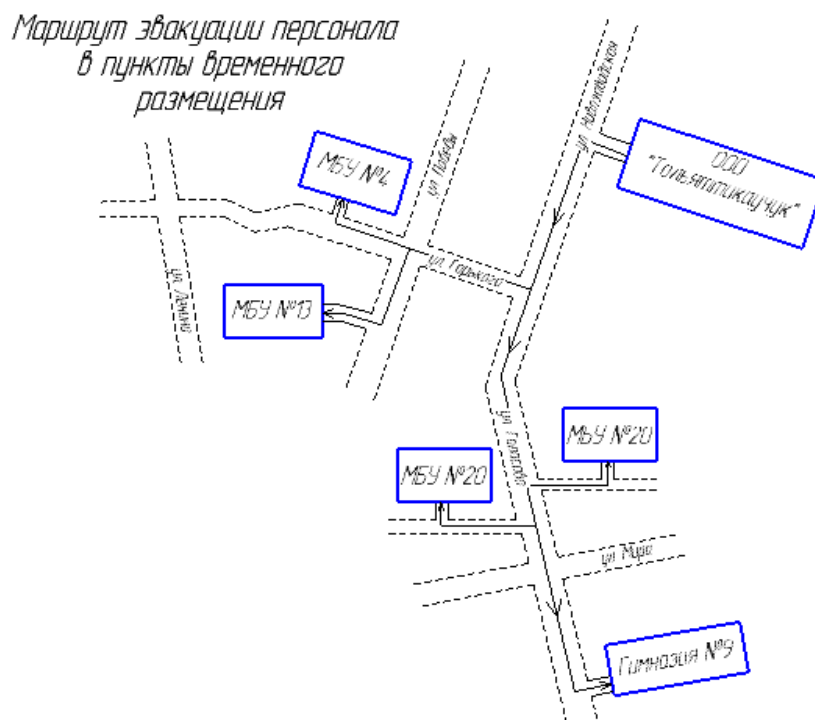 Маршрут эвакуации персонала
в пункты временного
размещения
ул Новозаводская
ООО
"Тольяттикаучук"
МБУ №4
ул Победы
ул Горького
ул Ленина
МБУ №13
ул Голосова
МБУ №20
МБУ №20
ул Мира
Гимназия №9